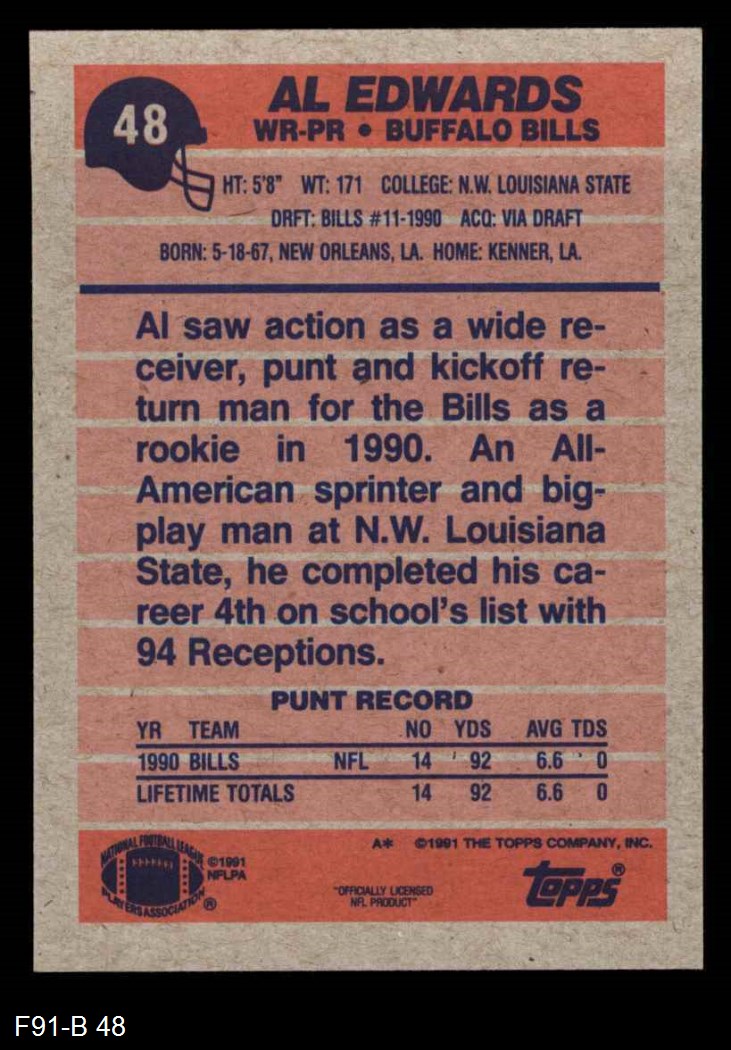 48
AL EDWARDS
WR-PR • BUFFALO BILLS
HT: 5'8" WT: 171 COLLEGE: N.W. LOUISIANA STATE
DRFT: BILLS #11-1990 ACQ: VIA DRAFT
BORN: 5-18-67, NEW ORLEANS, LA. HOME: KENNER, LA.
Al saw action as a wide re-
ceiver, punt and kickoff re-
turn man for the Bills as a
rookie in 1990. An All-
American sprinter and big-
play man at N.W. Louisiana
State, he completed his ca-
reer 4th on school's list with
94 Receptions.
PUNT RECORD
YR TEAM NO YDS AVG TDS
1990 BILLS NFL 14 92 6.6 0
LIFETIME TOTALS 14 92 6.6 0
A* ©1991 THE TOPPS COMPANY, INC.
NATIONAL FOOTBALL LEAGUE
PLAYERS ASSOCIATION ®
©1991
NFLPA
"OFFICIALLY LICENSED
NFL PRODUCT"
topps®
F91-B 48